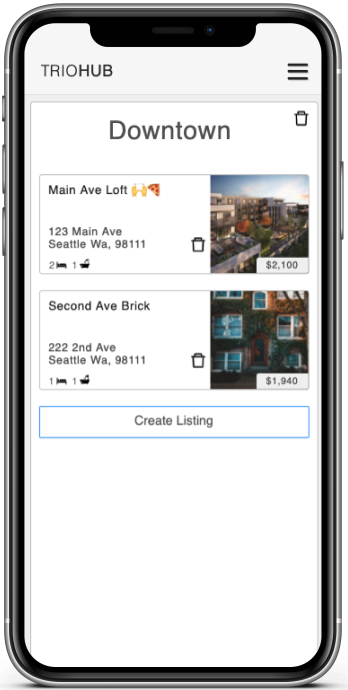 TRIOHUB
Downtown
Main Ave Loft 🙌🍕
123 Main Ave
Seattle Wa, 98111
2 1
$2,100
Second Ave Brick
222 2nd Ave
Seattle Wa, 98111
1 1
$1,940
Create Listing